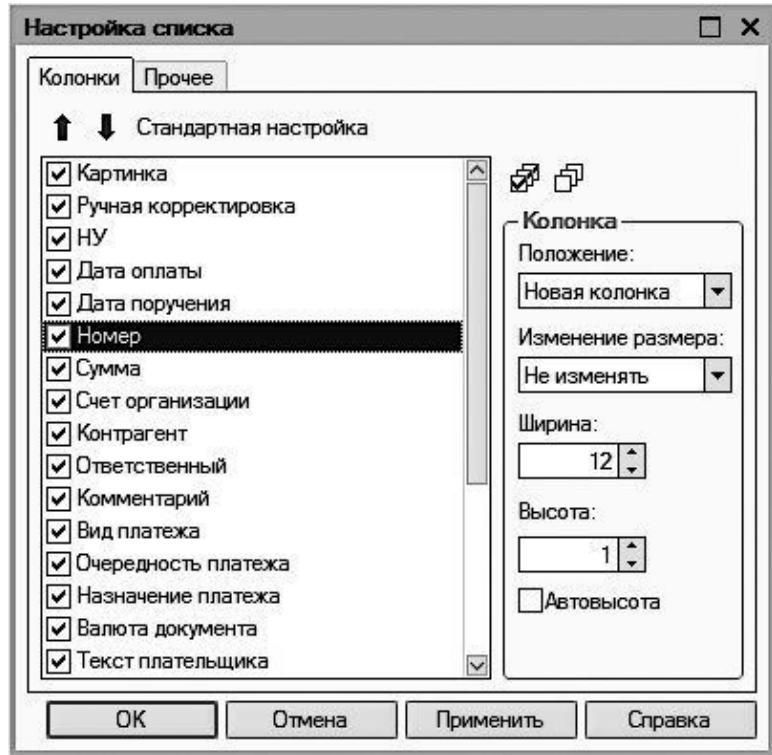 Настройка списка
Колонки Прочее
Стандартная настройка
Картинка
Ручная корректировка
НУ
Дата оплаты
Дата поручения
Номер
Сумма
Счет организации
Контрагент
Ответственный
Комментарий
Вид платежа
Очередность платежа
Назначение платежа
Валюта документа
Текст плательщика
Колонка
Положение:
Новая колонка
Изменение размера:
Не изменять
Ширина:
12
Высота:
1
Автовысота
OK Отмена Применить Справка